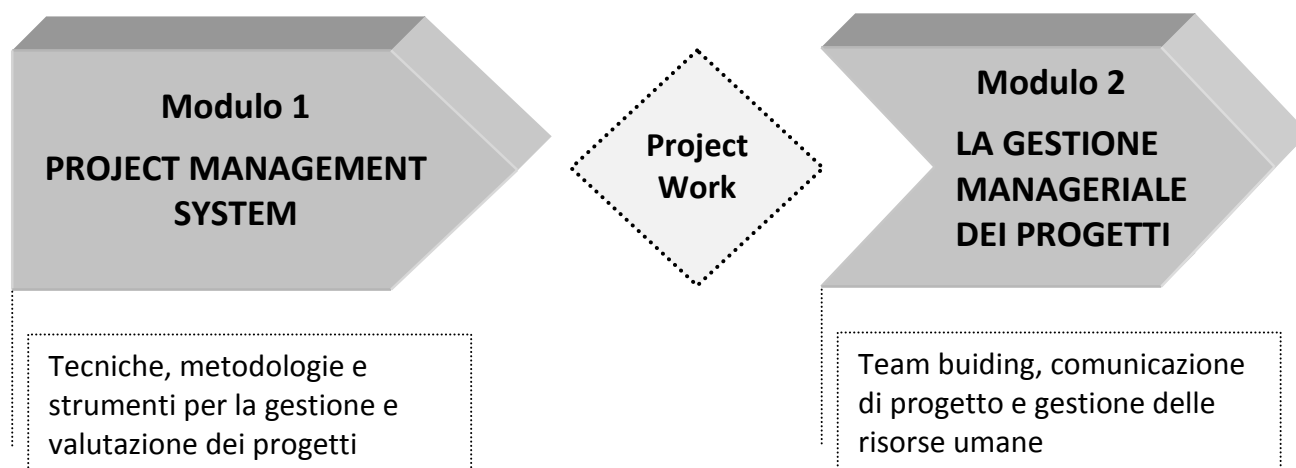 Modulo 1
PROJECT MANAGEMENT
SYSTEM
Tecniche, metodologie e
strumenti per la gestione e
valutazione dei progetti
Project
Work
Modulo 2
LA GESTIONE
MANAGERIALE
DEI PROGETTI
Team buiding, comunicazione
di progetto e gestione delle
risorse umane